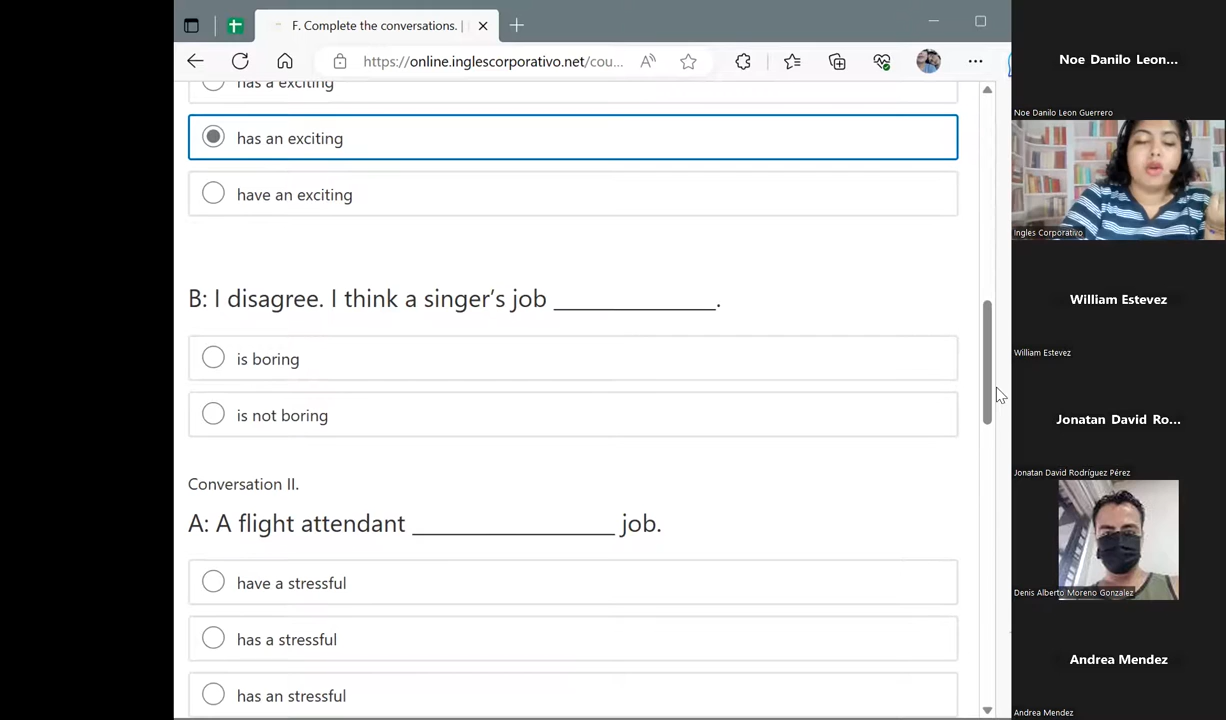 F. Complete the conversations. |
https://online.inglescorporativo.net/cou...
has a exciting
has an exciting
have an exciting
B: I disagree. I think a singer's job ______________.
is boring
is not boring
Conversation II.
A: A flight attendant _________________ job.
have a stressful
has a stressful
has an stressful
Noe Danilo Leon...
Noe Danilo Leon Guerrero
Ingles Corporativo
William Estevez
William Estevez
Jonatan David Ro...
Jonatan David Rodríguez Pérez
Denis Alberto Moreno Gonzalez
Andrea Mendez
Andrea Mendez